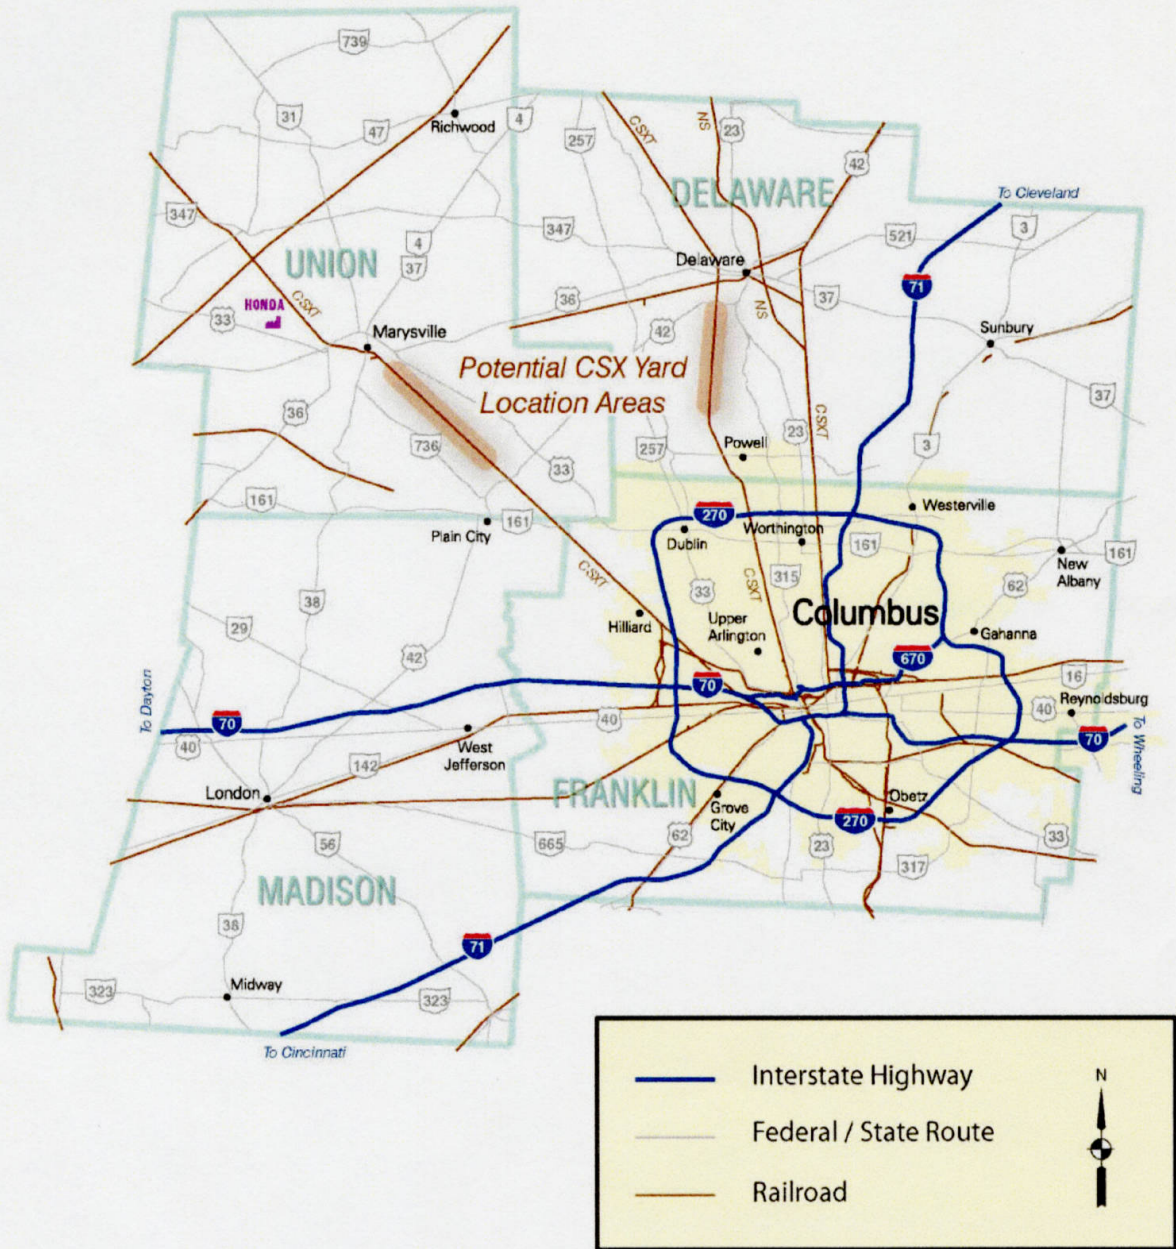 739
31
47
Richwood
4
257
CSXT
NS
23
42
DELAWARE
To Cleveland
347
4
37
UNION
347
Delaware
521
3
HONDA
CSXT
33
36
NS
37
71
Marysville
42
Sunbury
Potential CSX Yard
Location Areas
36
736
33
257
Powell
23
CSXT
3
37
161
Plain City
161
270
Dublin
Worthington
161
Westerville
New
Albany
161
CSXT
33
CSXT
315
62
38
29
42
Hilliard
Upper
Arlington
Columbus
Gahanna
670
To Dayton
70
70
16
Reynoldsburg
40
40
40
70
To Wheeling
West
Jefferson
142
London
FRANKLIN
Grove
City
Obetz
270
56
665
62
23
317
33
MADISON
38
71
323
Midway
323
To Cincinnati
Interstate Highway
Federal / State Route
Railroad
N